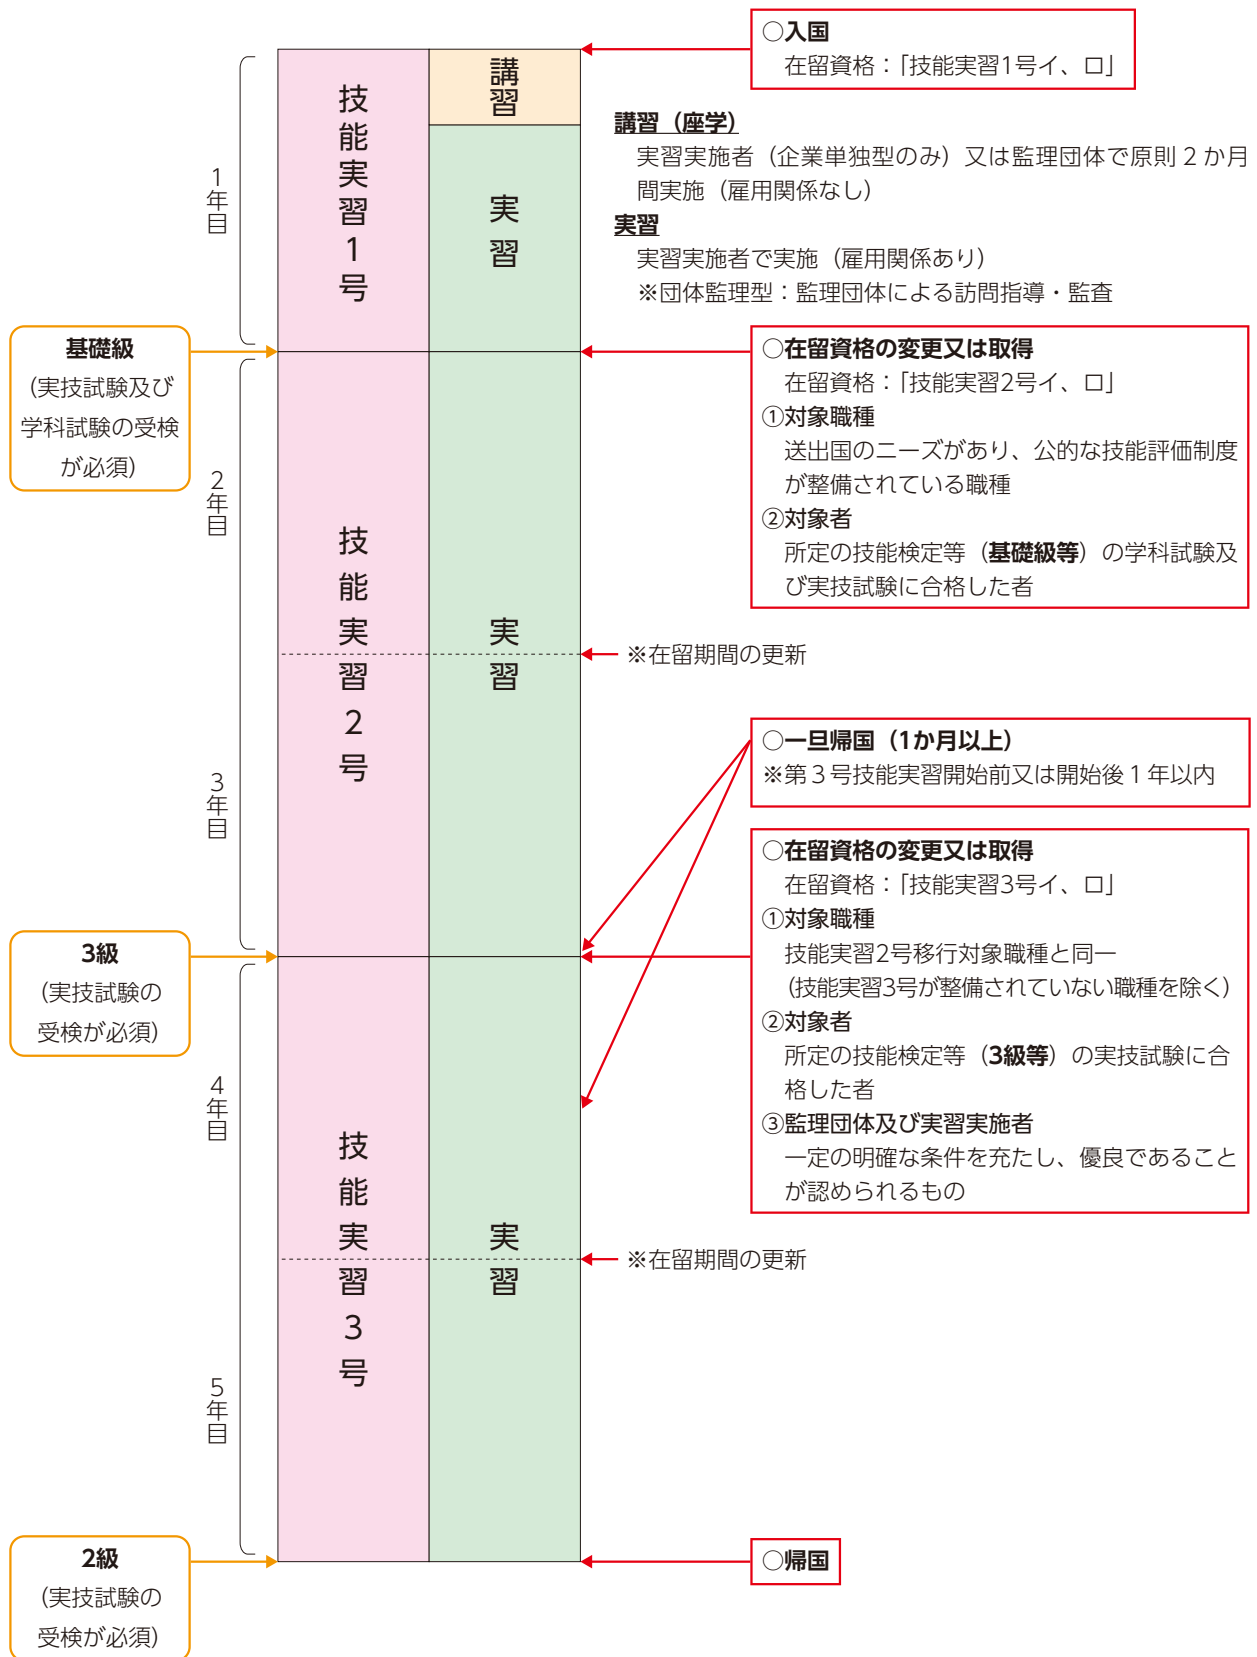 ○入国
在留資格：「技能実習1号イ、ロ」
講習（座学）
実習実施者（企業単独型のみ）又は監理団体で原則２か月
間実施（雇用関係なし）
実習
実習実施者で実施（雇用関係あり）
※団体監理型：監理団体による訪問指導・監査
1年目
技能実習1号
講習
実習
基礎級
（実技試験及び
学科試験の受検
が必須）
○在留資格の変更又は取得
在留資格：「技能実習2号イ、ロ」
①対象職種
送出国のニーズがあり、公的な技能評価制度
が整備されている職種
②対象者
所定の技能検定等（基礎級等）の学科試験及
び実技試験に合格した者
2年目
技能実習2号
実習
※在留期間の更新
3年目
○一旦帰国（1か月以上）
※第３号技能実習開始前又は開始後１年以内
3級
（実技試験の
受検が必須）
○在留資格の変更又は取得
在留資格：「技能実習3号イ、ロ」
①対象職種
技能実習2号移行対象職種と同一
（技能実習3号が整備されていない職種を除く）
②対象者
所定の技能検定等（3級等）の実技試験に合
格した者
③監理団体及び実習実施者
一定の明確な条件を充たし、優良であること
が認められるもの
4年目
技能実習3号
実習
※在留期間の更新
5年目
2級
（実技試験の
受検が必須）
○帰国